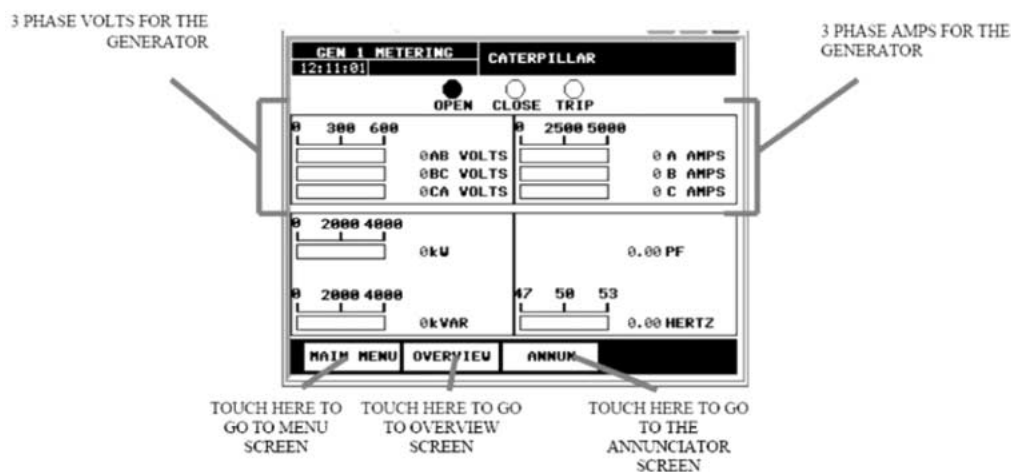 3 PHASE VOLTS FOR THE
GENERATOR
3 PHASE AMPS FOR THE
GENERATOR
GEN 1 METERING
CATERPILLAR
12:11:01
OPEN CLOSE TRIP
0 300 600
0 2500 5000
0AB VOLTS
0 A AMPS
0BC VOLTS
0 B AMPS
0CA VOLTS
0 C AMPS
0 2000 4000
0kW
0.00 PF
0 2000 4000
47 50 53
0kVAR
0.00 HERTZ
MAIN MENU
OVERVIEW
ANNUN
TOUCH HERE TO
GO TO MENU
SCREEN
TOUCH HERE TO GO
TO OVERVIEW
SCREEN
TOUCH HERE TO GO
TO THE
ANNUNCIATOR
SCREEN